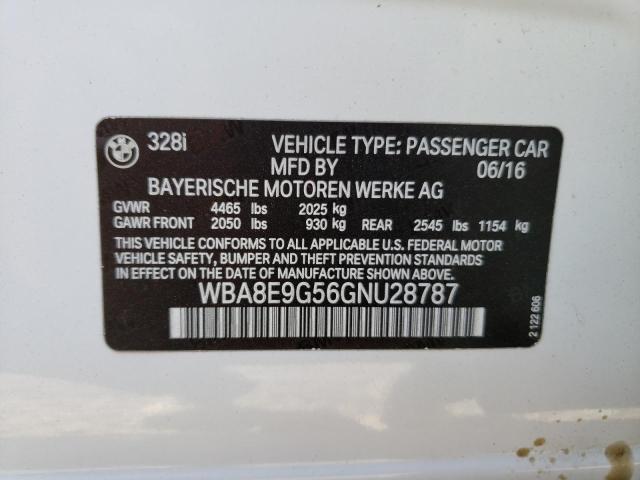 328i VEHICLE TYPE: PASSENGER CAR
MFD BY 06/16
BAYERISCHE MOTOREN WERKE AG
GVWR 4465 lbs 2025 kg
GAWR FRONT 2050 lbs 930 kg REAR 2545 lbs 1154 kg
THIS VEHICLE CONFORMS TO ALL APPLICABLE U.S. FEDERAL MOTOR
VEHICLE SAFETY, BUMPER AND THEFT PREVENTION STANDARDS
IN EFFECT ON THE DATE OF MANUFACTURE SHOWN ABOVE.
WBA8E9G56GNU28787
2 122 606